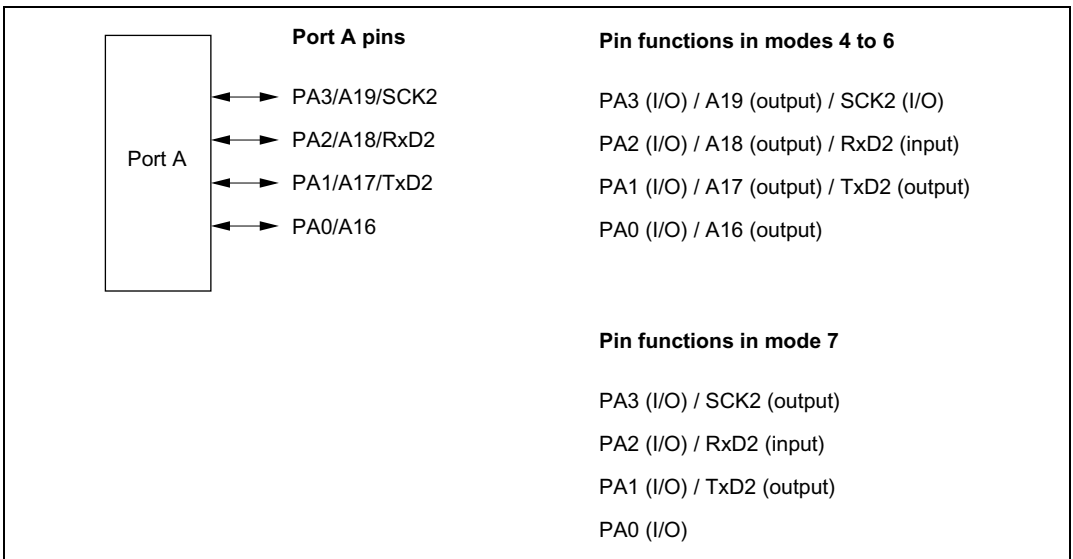 Port A
Port A pins
PA3/A19/SCK2
PA2/A18/RxD2
PA1/A17/TxD2
PA0/A16
Pin functions in modes 4 to 6
PA3 (I/O) / A19 (output) / SCK2 (I/O)
PA2 (I/O) / A18 (output) / RxD2 (input)
PA1 (I/O) / A17 (output) / TxD2 (output)
PA0 (I/O) / A16 (output)
Pin functions in mode 7
PA3 (I/O) / SCK2 (output)
PA2 (I/O) / RxD2 (input)
PA1 (I/O) / TxD2 (output)
PA0 (I/O)